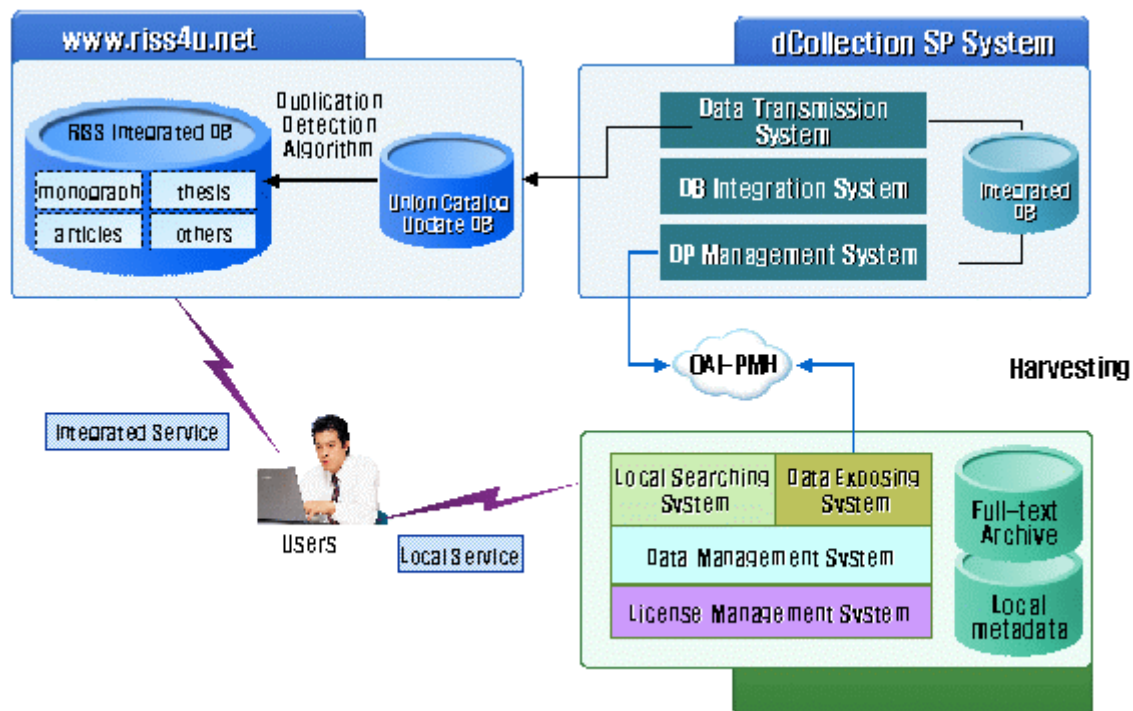 www.riss4u.net
RISS Integrated DB
monograph
thesis
articles
others
Duplication
Detection
Algorithm
Union Catalog
Update DB
dCollection SP System
Data Transmission
System
DB Integration System
DP Management System
Integrated
DB
OAI-PMH
Harvesting
Integrated Service
Users
Local Service
Local Searching
System
Data Exposing
System
Data Management System
License Management System
Full-text
Archive
Local
metadata